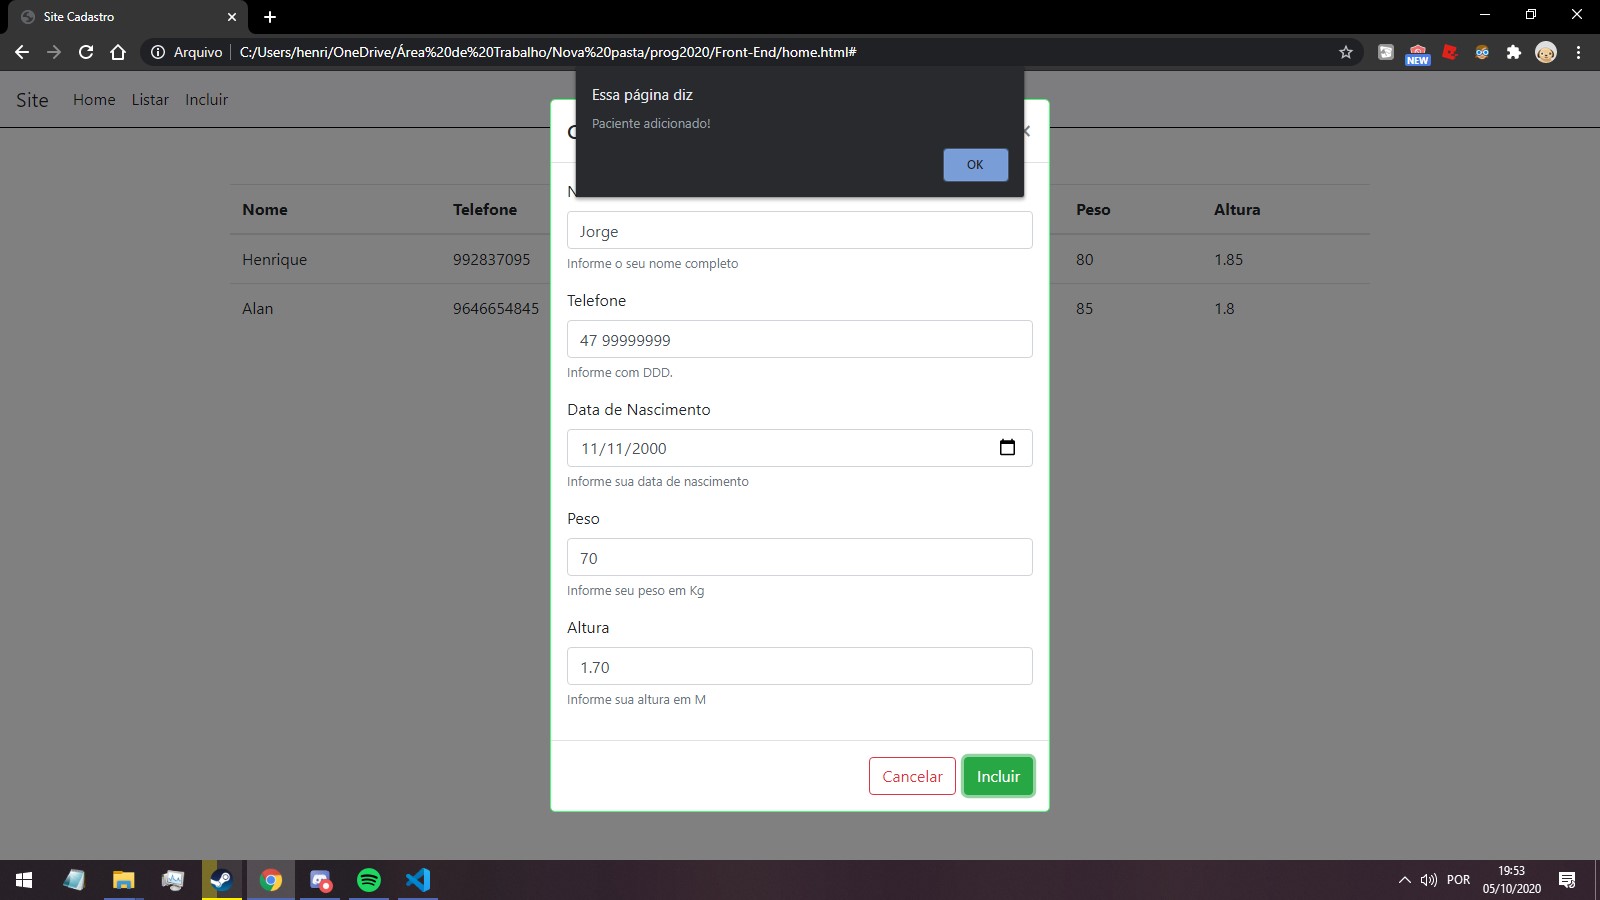 Site Cadastro
Arquivo
C:/Users/henri/OneDrive/Área%20de%20Trabalho/Nova%20pasta/prog2020/Front-End/home.html#
NEW
Site Home Listar Incluir
Essa página diz
Paciente adicionado!
OK
Nome Telefone Peso Altura
Henrique 992837095 80 1.85
Alan 9646654845 85 1.8
Jorge
Informe o seu nome completo
Telefone
47 99999999
Informe com DDD.
Data de Nascimento
11/11/2000
Informe sua data de nascimento
Peso
70
Informe seu peso em Kg
Altura
1.70
Informe sua altura em M
Cancelar Incluir
POR
19:53
05/10/2020